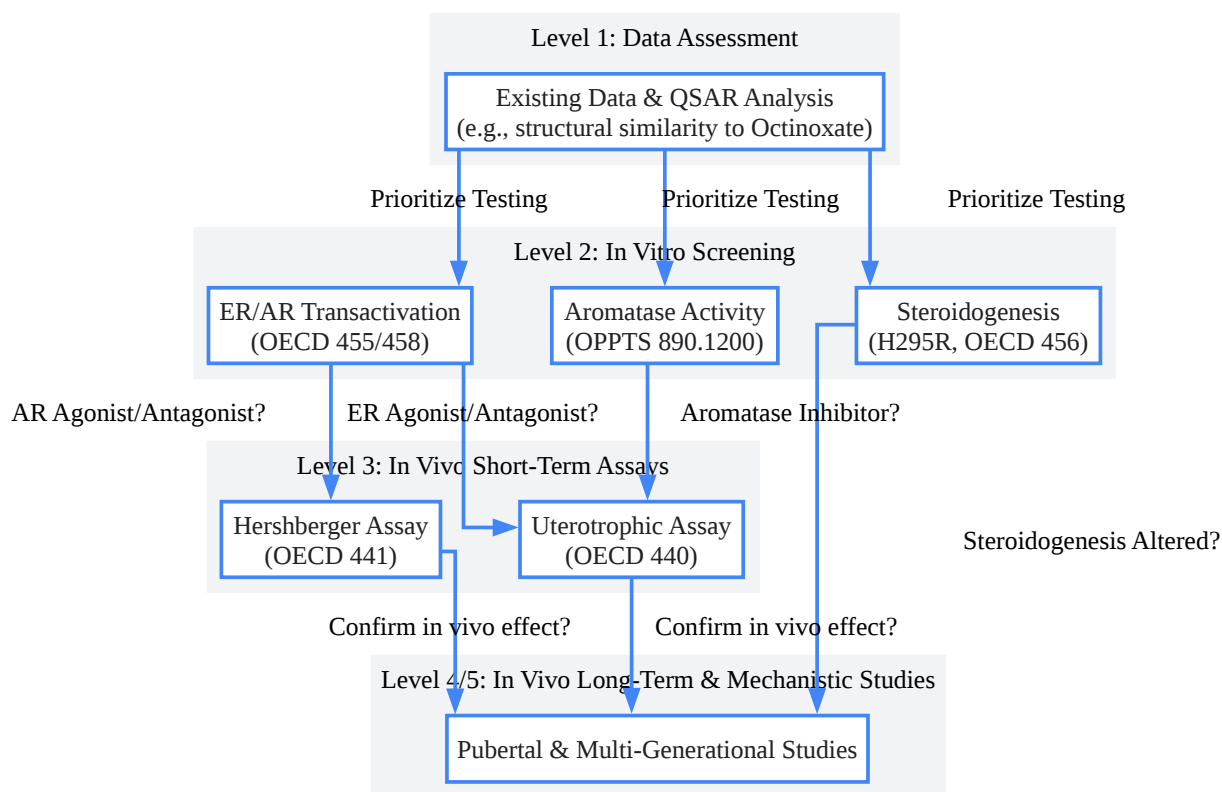 Level 1: Data Assessment
Existing Data & QSAR Analysis
(e.g., structural similarity to Octinoxate)
Prioritize Testing
Prioritize Testing
Prioritize Testing
Level 2: In Vitro Screening
ER/AR Transactivation
(OECD 455/458)
Aromatase Activity
(OPPTS 890.1200)
Steroidogenesis
(H295R, OECD 456)
AR Agonist/Antagonist?
ER Agonist/Antagonist?
Aromatase Inhibitor?
Level 3: In Vivo Short-Term Assays
Hershberger Assay
(OECD 441)
Uterotrophic Assay
(OECD 440)
Steroidogenesis Altered?
Confirm in vivo effect?
Confirm in vivo effect?
Level 4/5: In Vivo Long-Term & Mechanistic Studies
Pubertal & Multi-Generational Studies